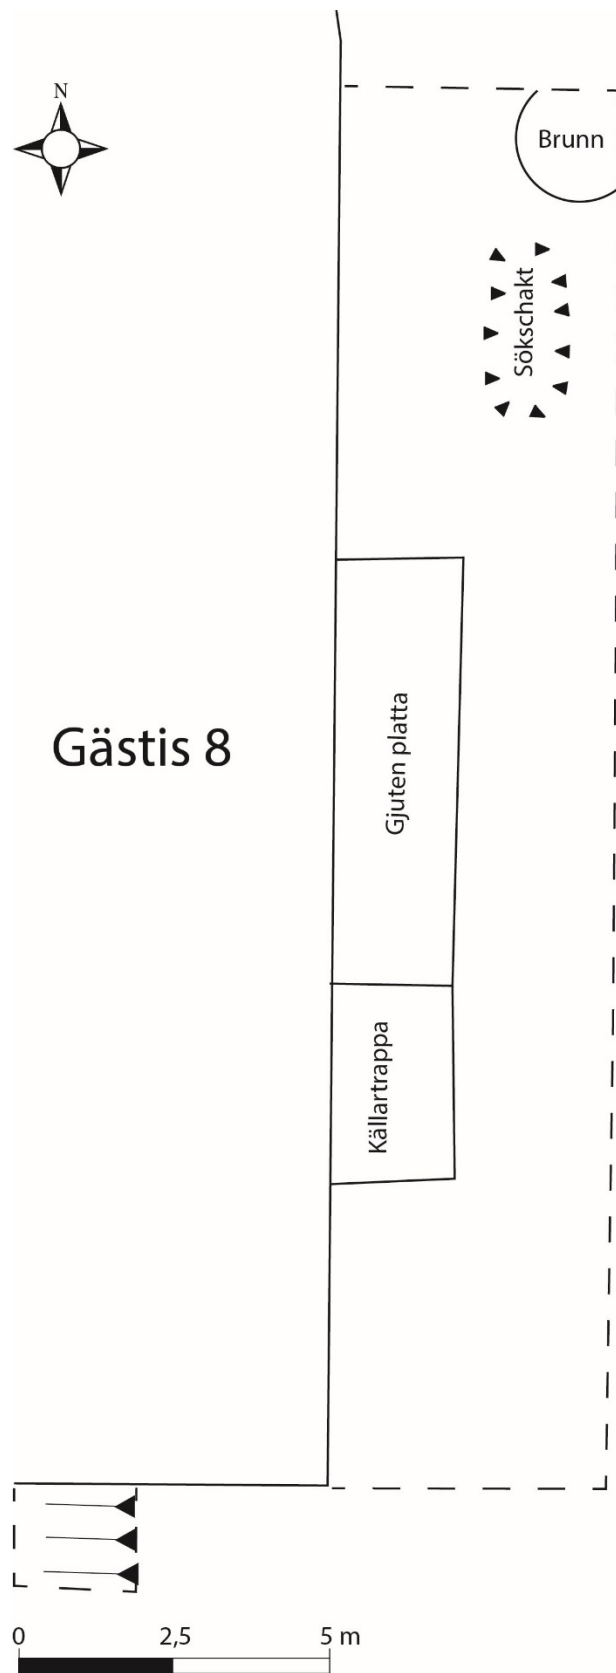 N
Brunn
Sökschakt
Gästis 8
Gjuten platta
Källartrappa
0 2,5 5 m